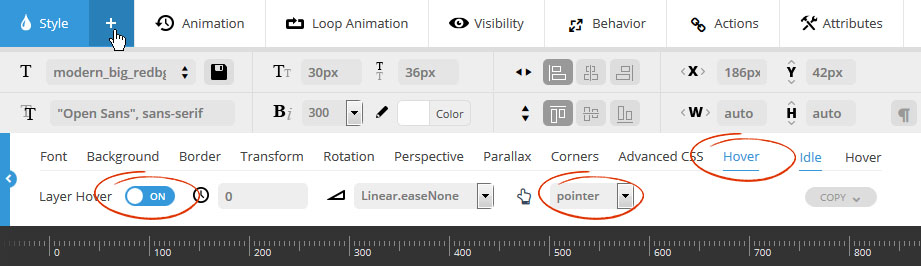 Style + Animation Loop Animation Visibility Behavior Actions Attributes
T modern_big_redbg 30px 36px X 186px Y 42px
"Open Sans", sans-serif Bi 300 Color W auto H auto
Font Background Border Transform Rotation Perspective Parallax Corners Advanced CSS Hover Idle Hover
Layer Hover ON 0 Linear.easeNone pointer COPY
0 100 200 300 400 500 600 700 800